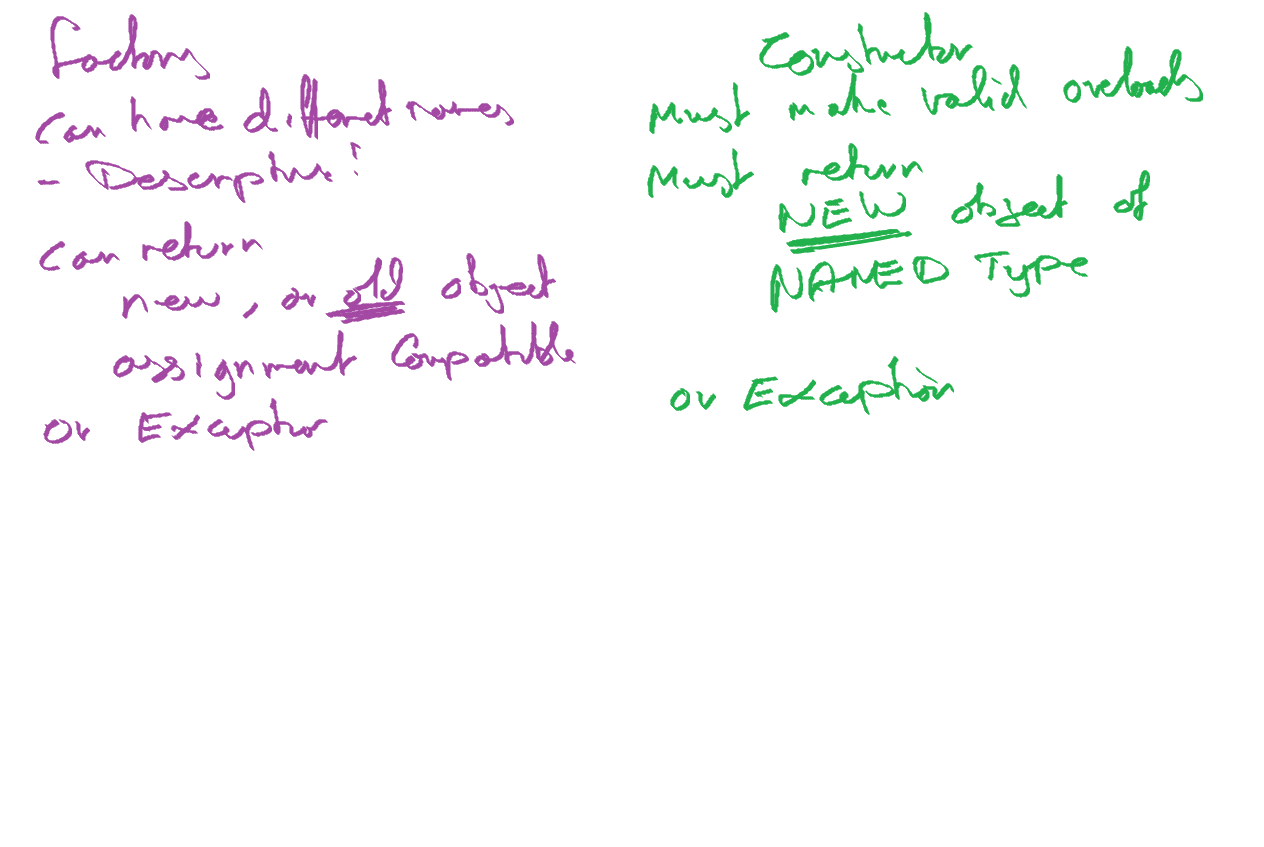 Factory
Can have different names
- Descriptive!
Can return
new, or old object
assignment Compatible
or Exception
Constructor
Must make valid overloads
Must return
NEW object of
NAMED Type
or Exception